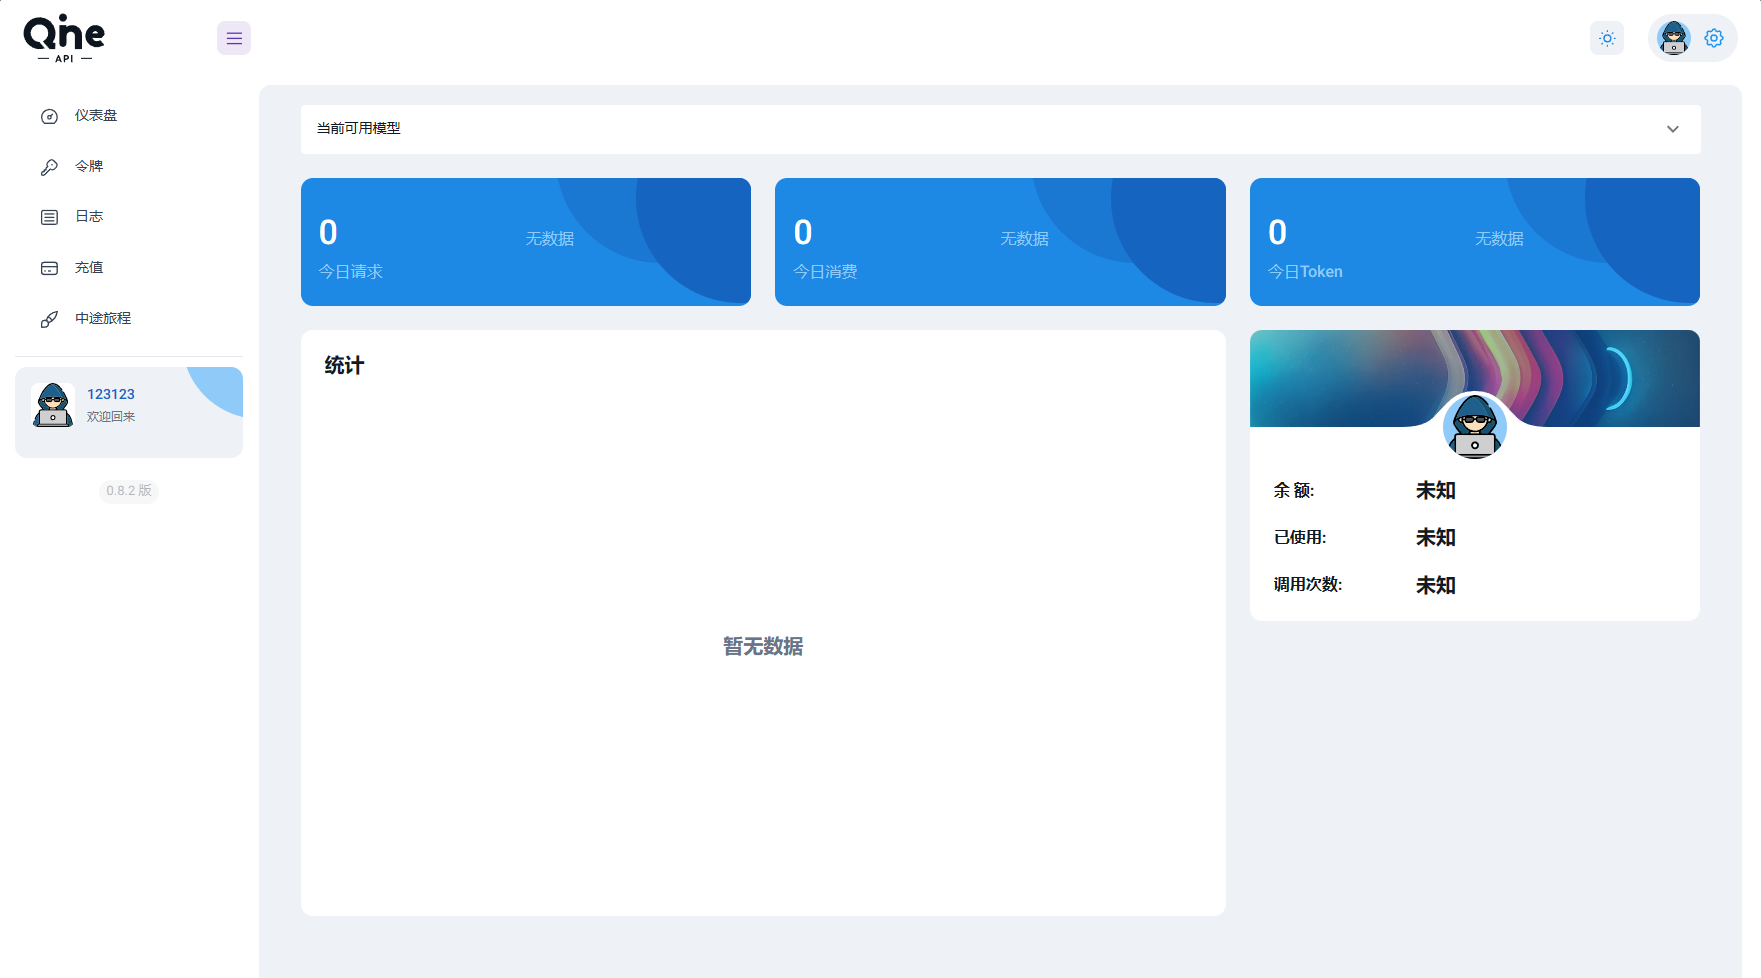 One
API
仪表盘
令牌
日志
充值
中途旅程
123123
欢迎回来
0.8.2 版
当前可用模型
0
无数据
今日请求
0
无数据
今日消费
0
无数据
今日Token
统计
暂无数据
余 额:
未知
已使用:
未知
调用次数:
未知